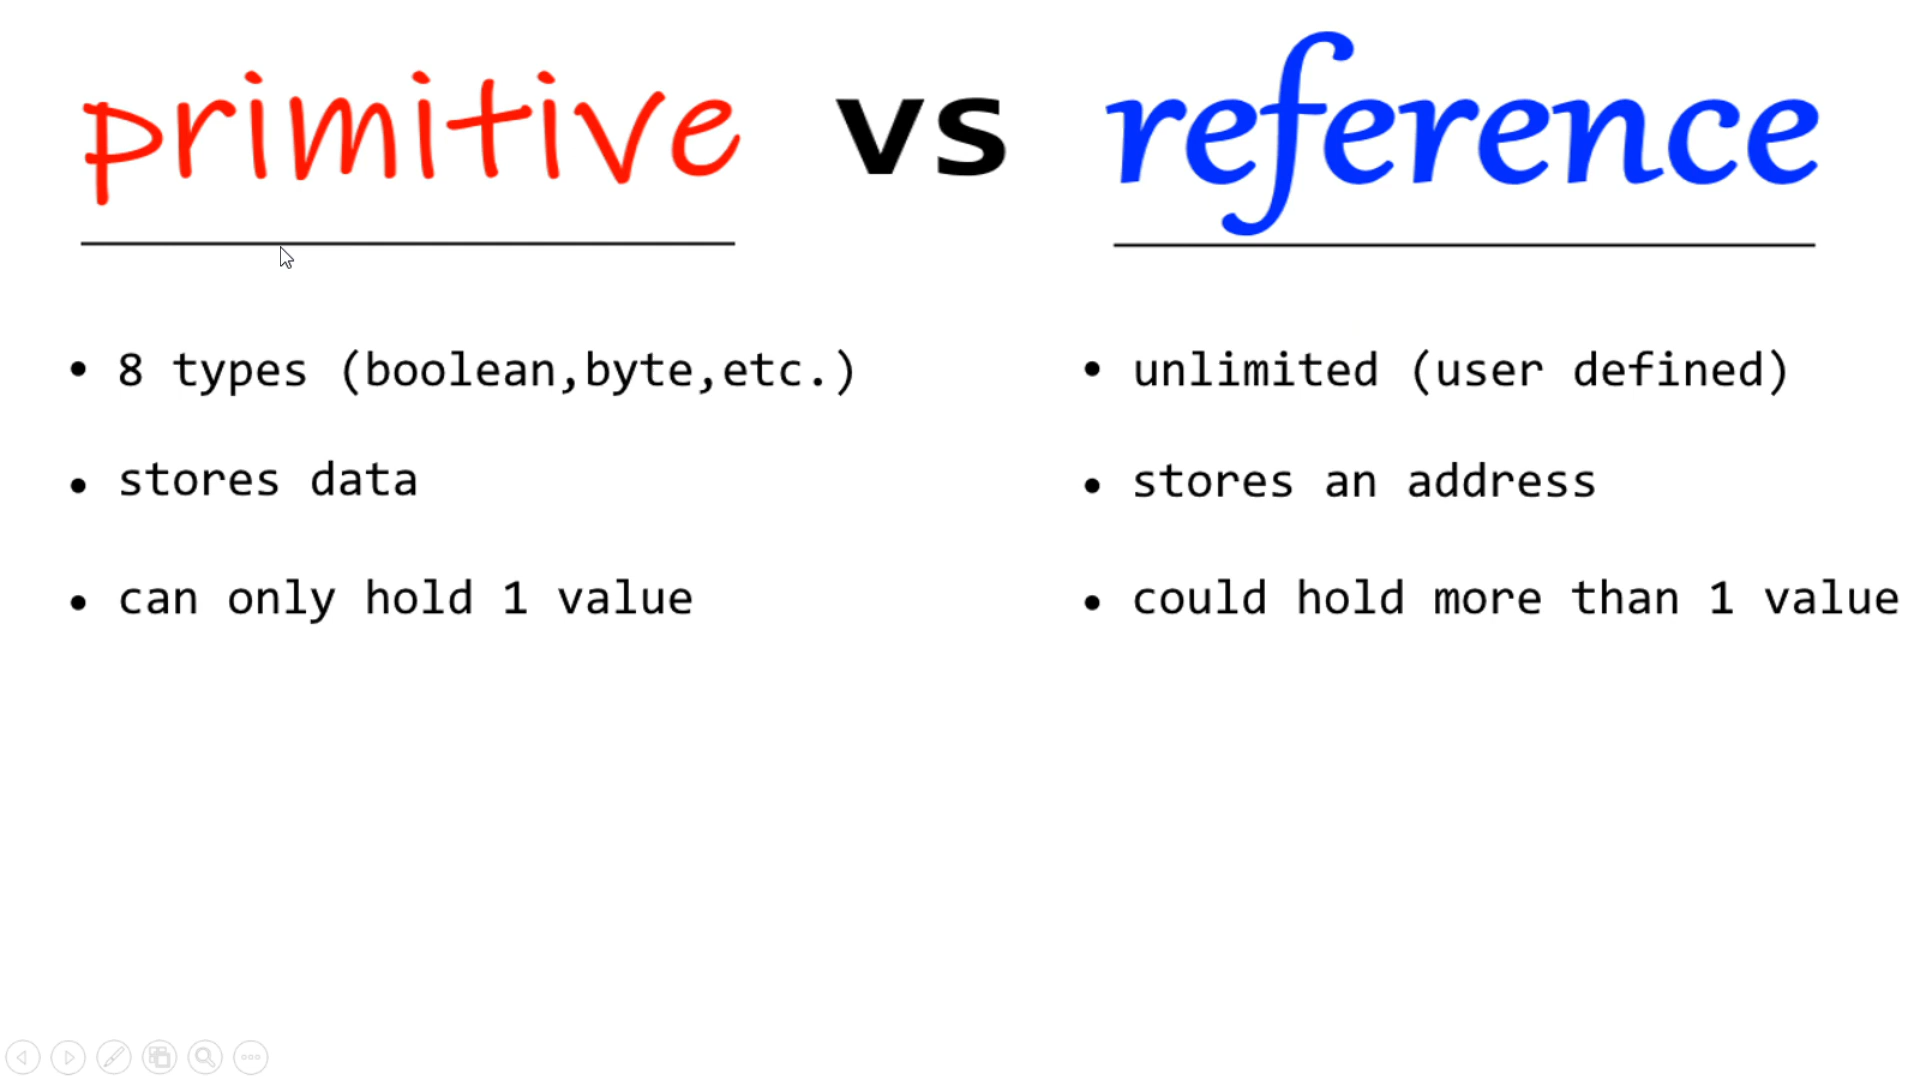 primitive vs reference
• 8 types (boolean,byte,etc.)
• stores data
• can only hold 1 value
• unlimited (user defined)
• stores an address
• could hold more than 1 value